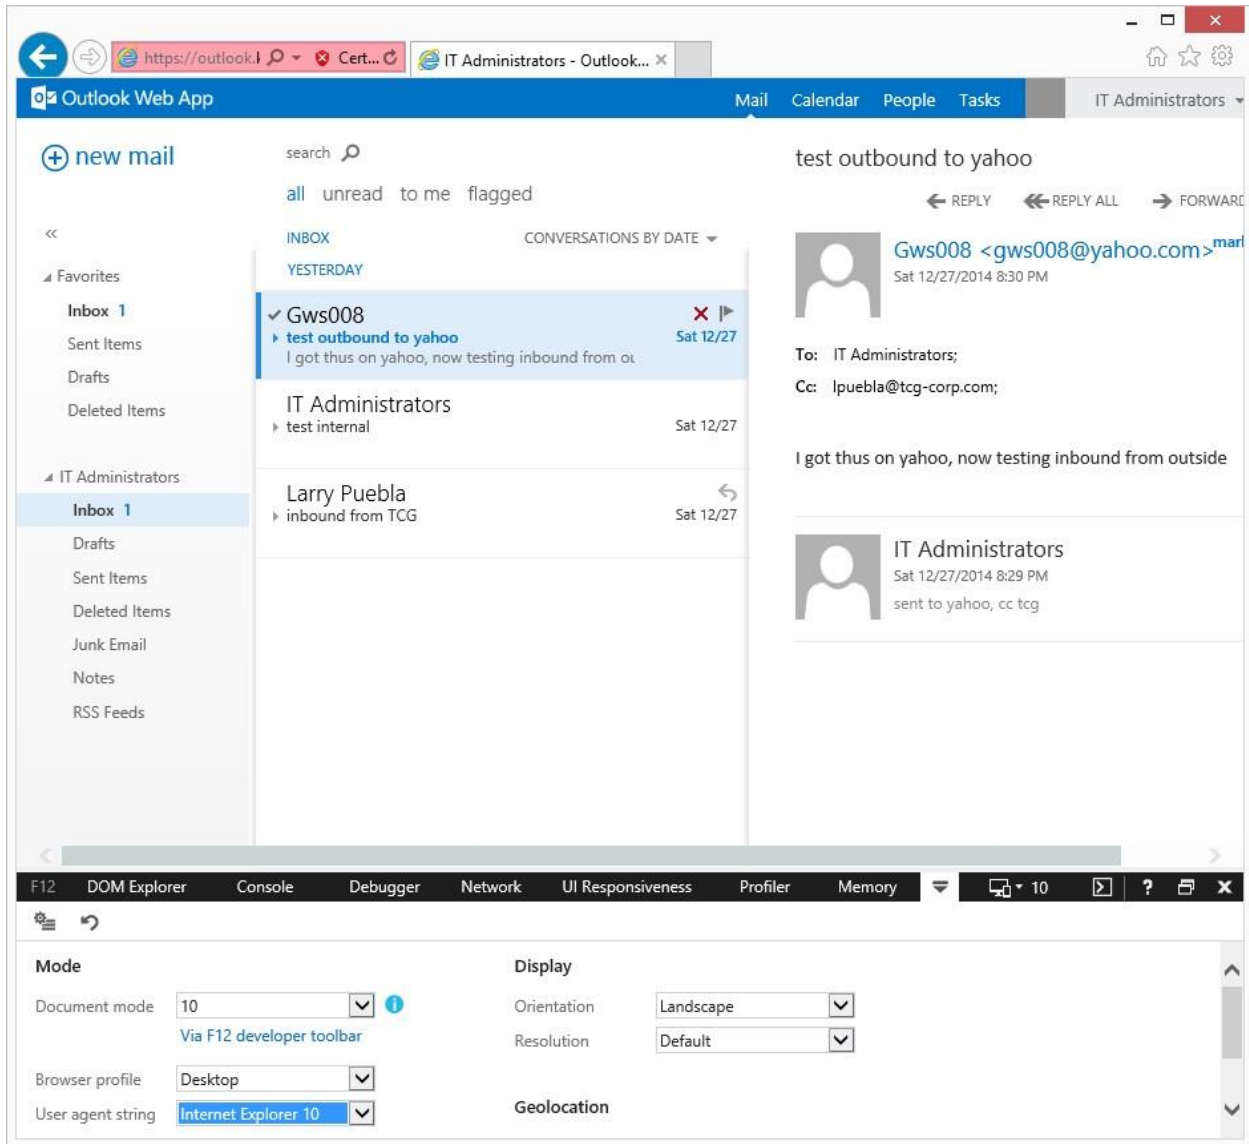 https://outlook.
Cert...
IT Administrators - Outlook...
Outlook Web App
Mail
Calendar
People
Tasks
IT Administrators
new mail
«
Favorites
Inbox 1
Sent Items
Drafts
Deleted Items
IT Administrators
Inbox 1
Drafts
Sent Items
Deleted Items
Junk Email
Notes
RSS Feeds
search
all unread to me flagged
INBOX
CONVERSATIONS BY DATE
YESTERDAY
Gws008
test outbound to yahoo
Sat 12/27
I got thus on yahoo, now testing inbound from ou
IT Administrators
test internal
Sat 12/27
Larry Puebla
inbound from TCG
Sat 12/27
test outbound to yahoo
REPLY
REPLY ALL
FORWARD
Gws008 <gws008@yahoo.com>
mar
Sat 12/27/2014 8:30 PM
To: IT Administrators;
Cc: lpuebla@tcg-corp.com;
I got thus on yahoo, now testing inbound from outside
IT Administrators
Sat 12/27/2014 8:29 PM
sent to yahoo, cc tcg
F12
DOM Explorer
Console
Debugger
Network
UI Responsiveness
Profiler
Memory
10
?
Mode
Document mode
10
Via F12 developer toolbar
Browser profile
Desktop
User agent string
Internet Explorer 10
Display
Orientation
Landscape
Resolution
Default
Geolocation